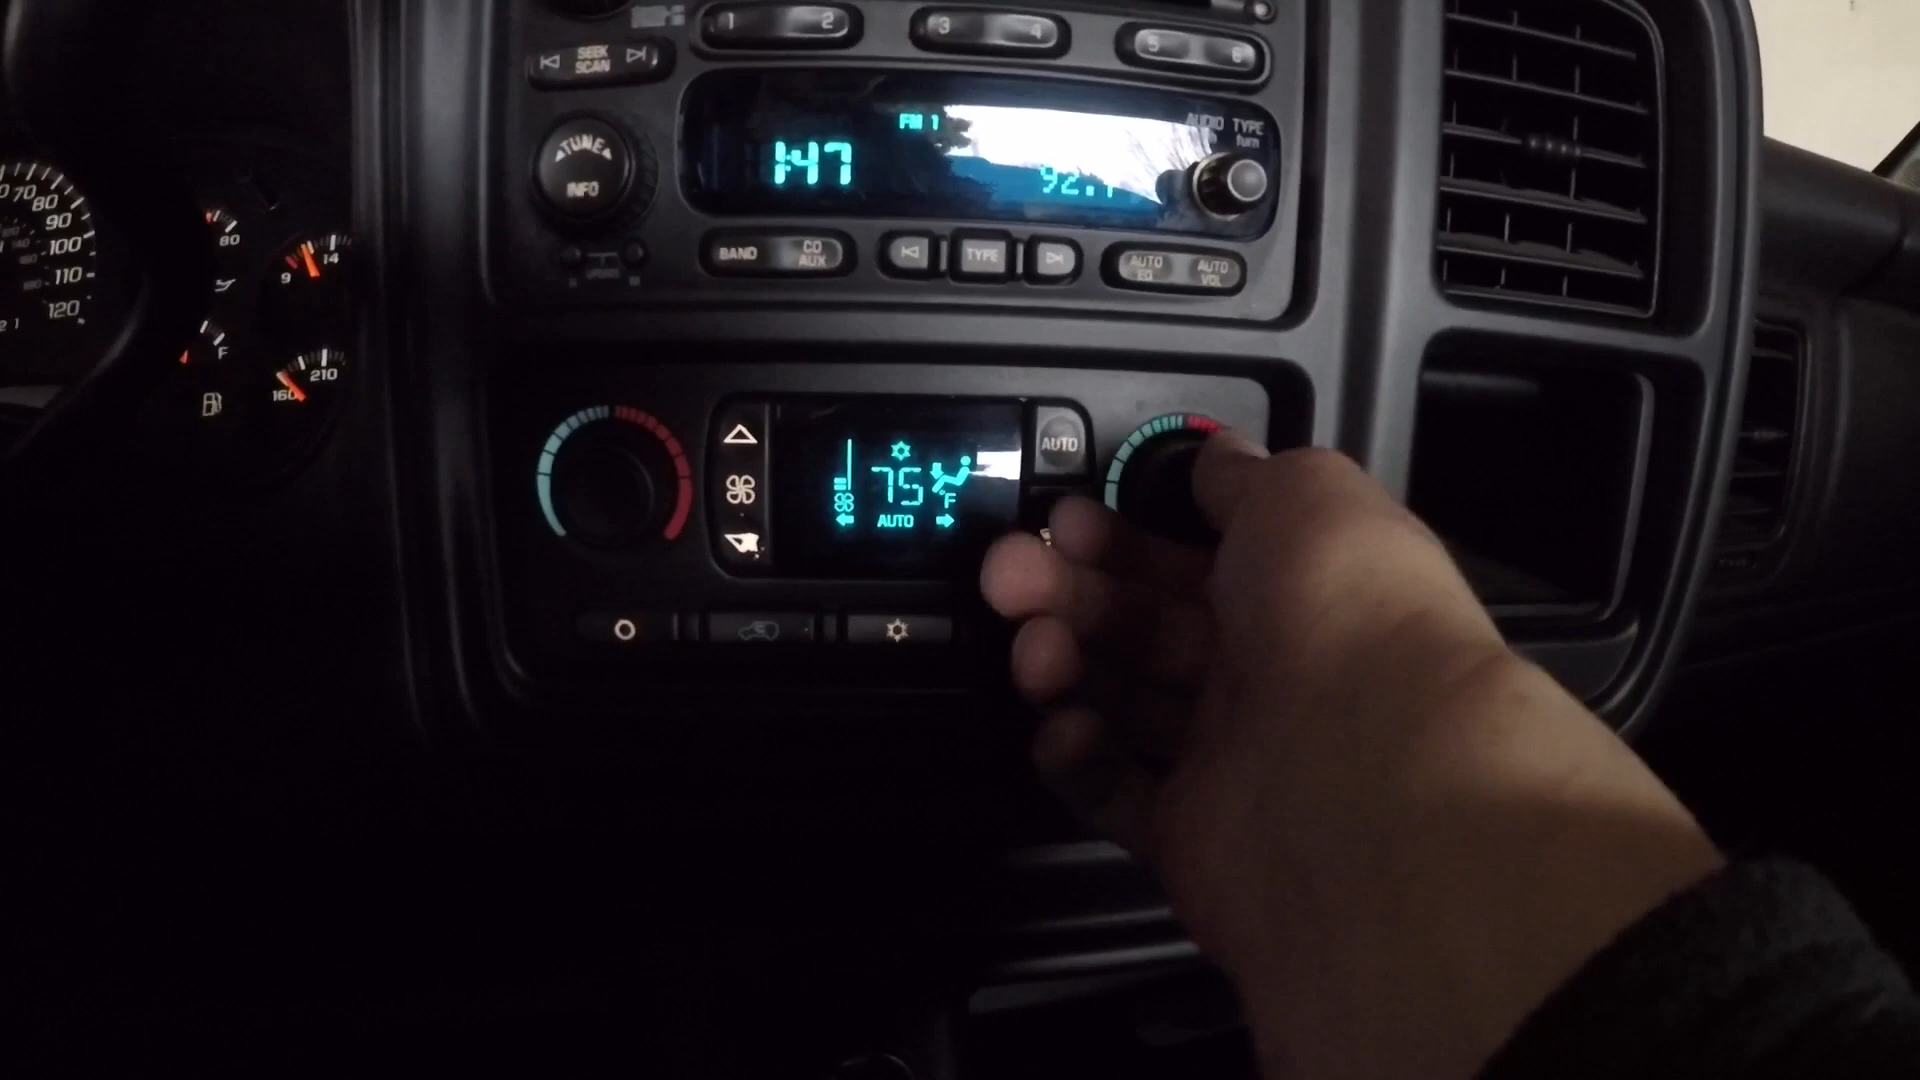 1 2
3 4
5 6
SEEK
SCAN
TUNE
INFO
FM 1
1:47
AUDIO TYPE
turn
BAND
CD
AUX
TYPE
AUTO
EQ
AUTO
VOL
70
80
90
100
110
120
80
9
14
F
160
210
75
F
AUTO
AUTO